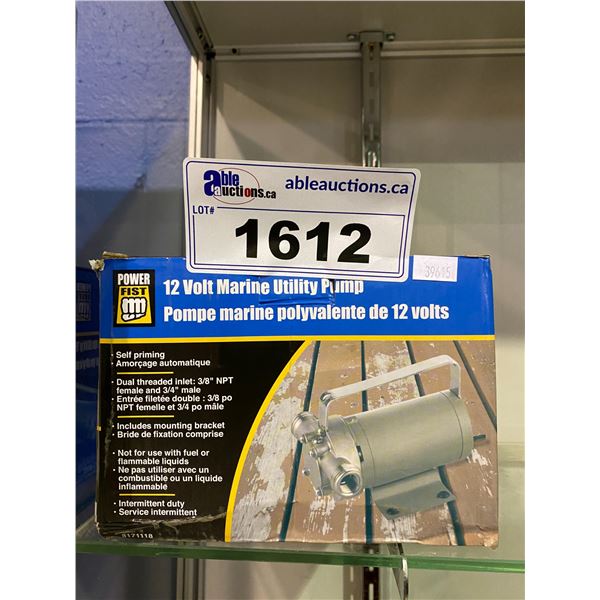 able
auctions.ca
ableauctions.ca
LOT#
1612
39615
POWER
FIST
12 Volt Marine Utility Pump
Pompe marine polyvalente de 12 volts
• Self priming
• Amorçage automatique
• Dual threaded inlet: 3/8" NPT
female and 3/4" male
• Entrée filetée double : 3/8 po
NPT femelle et 3/4 po mâle
• Includes mounting bracket
• Bride de fixation comprise
• Not for use with fuel or
flammable liquids
• Ne pas utiliser avec un
combustible ou un liquide
inflammable
• Intermittent duty
• Service intermittent
8171118